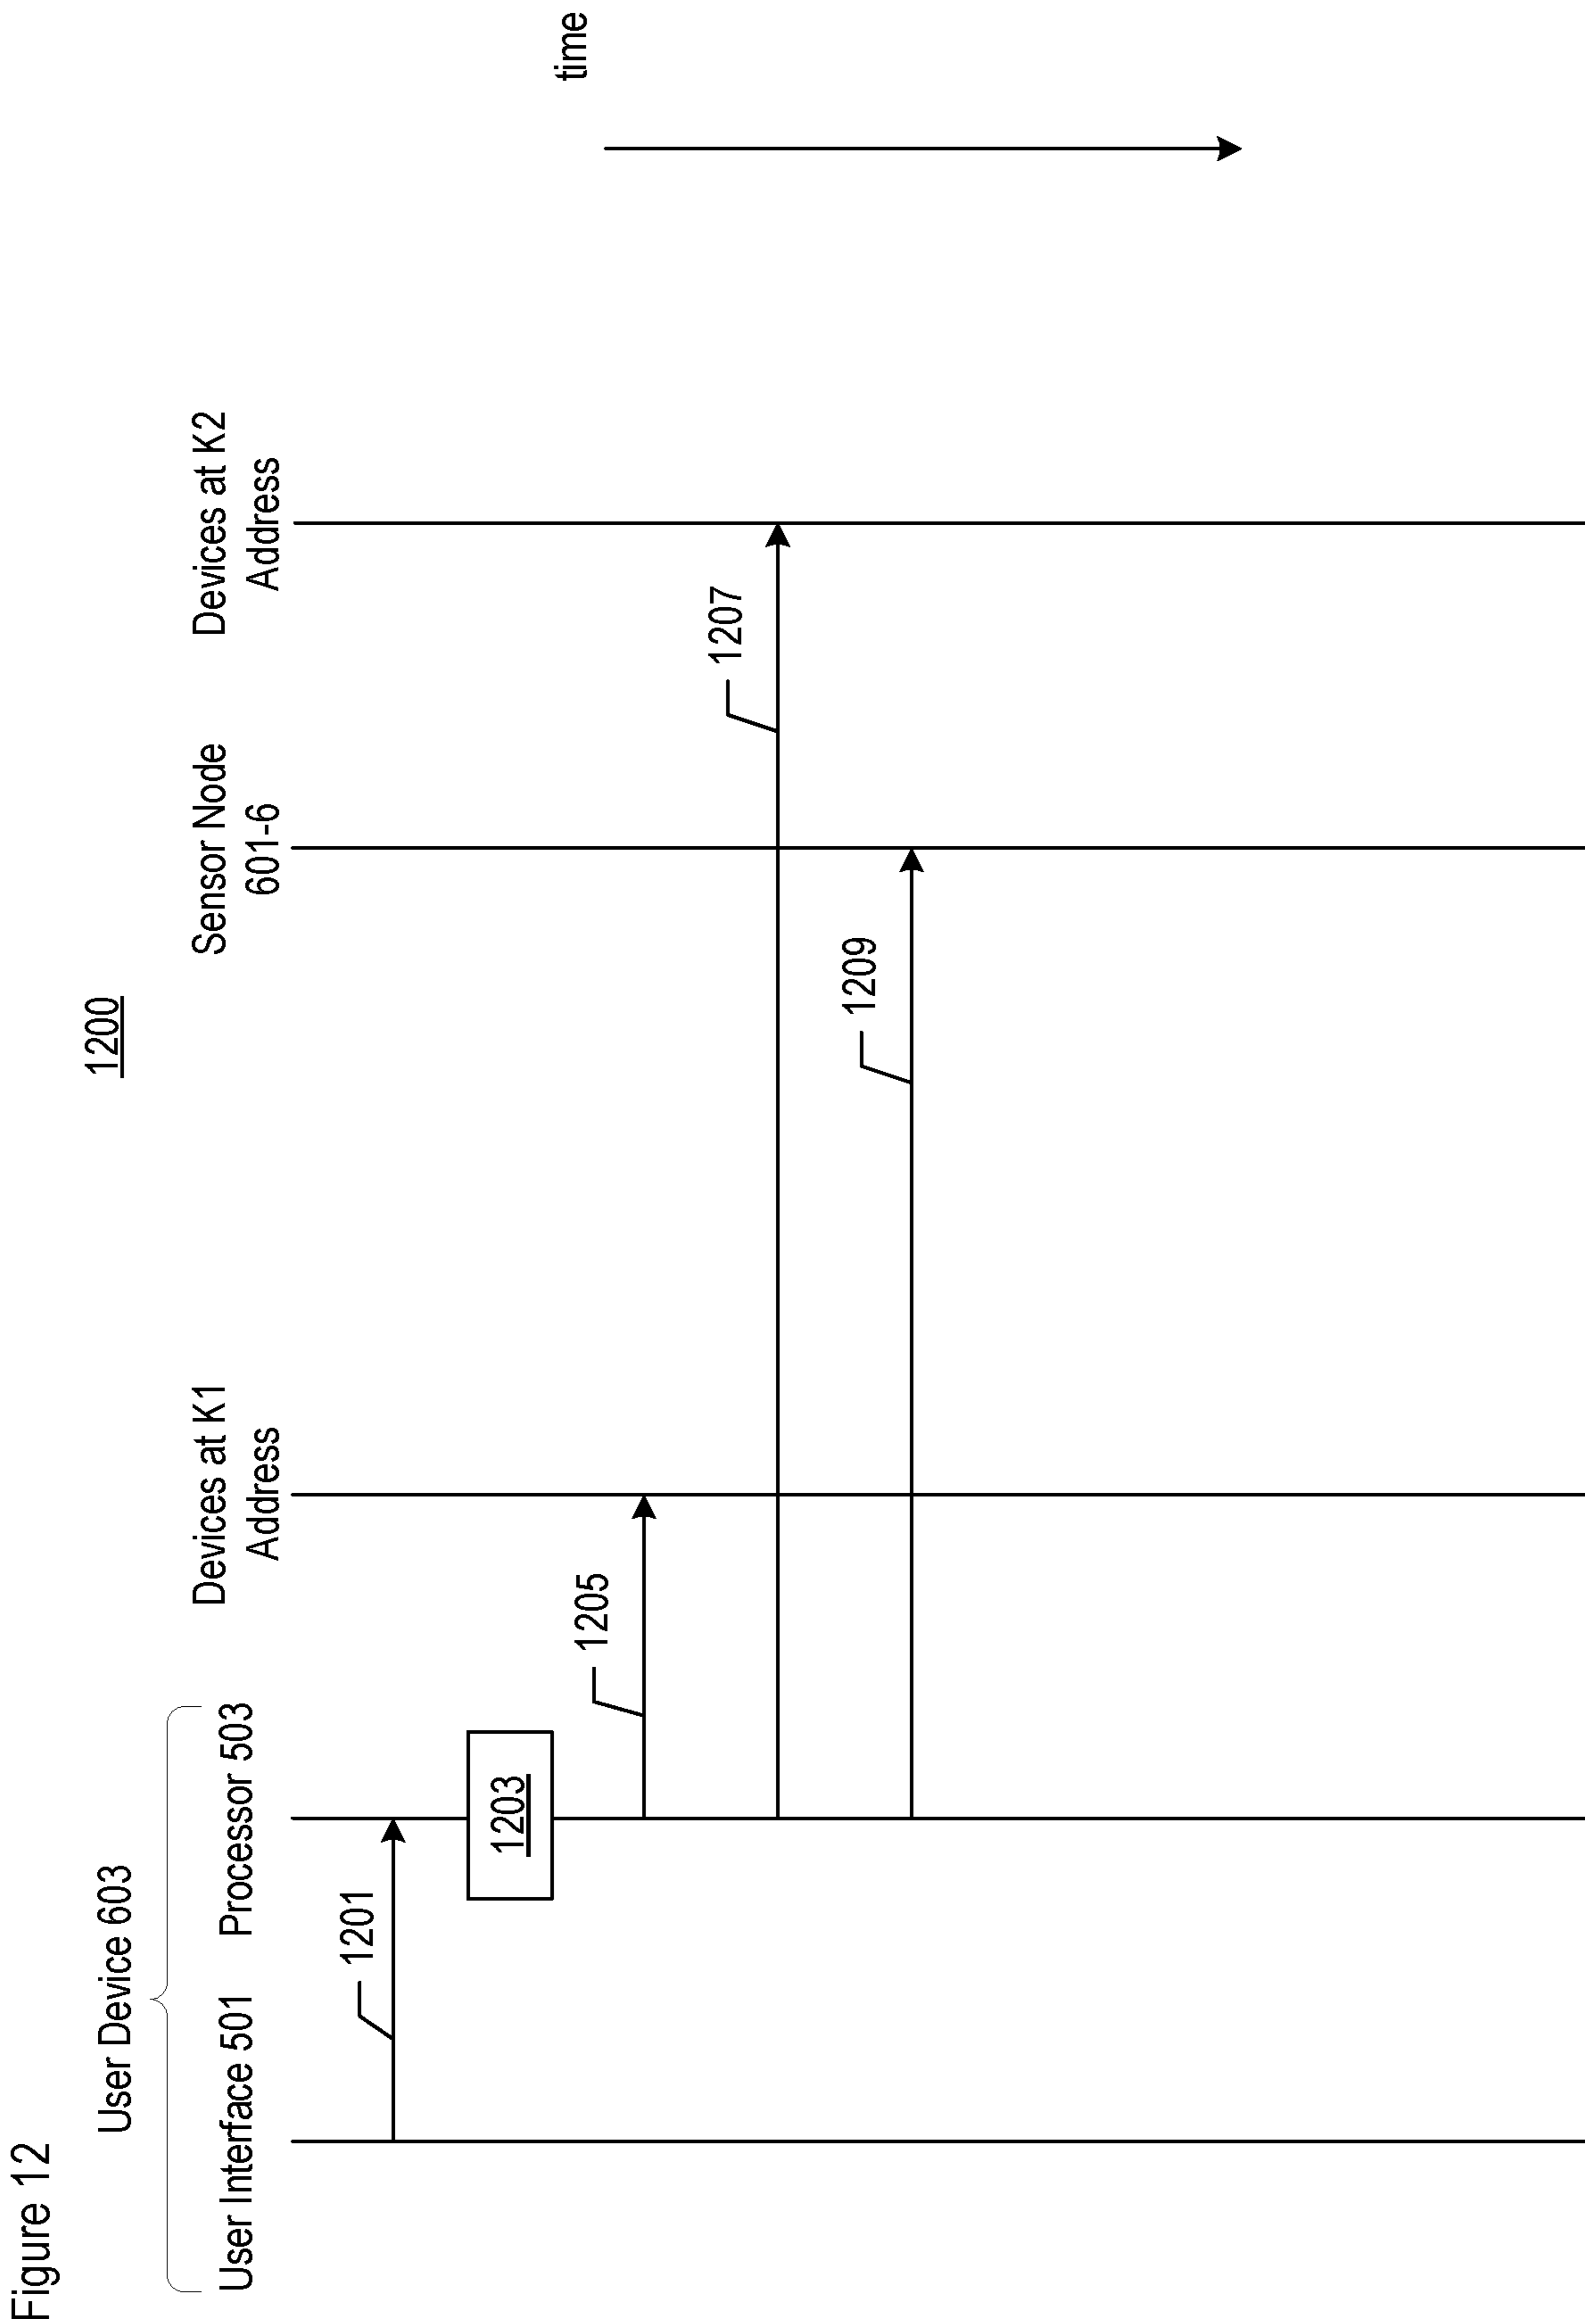 Figure 12
1200
User Device 603
User Interface 501
Processor 503
Devices at K1
Address
Sensor Node
601-6
Devices at K2
Address
time
1201
1203
1205
1207
1209